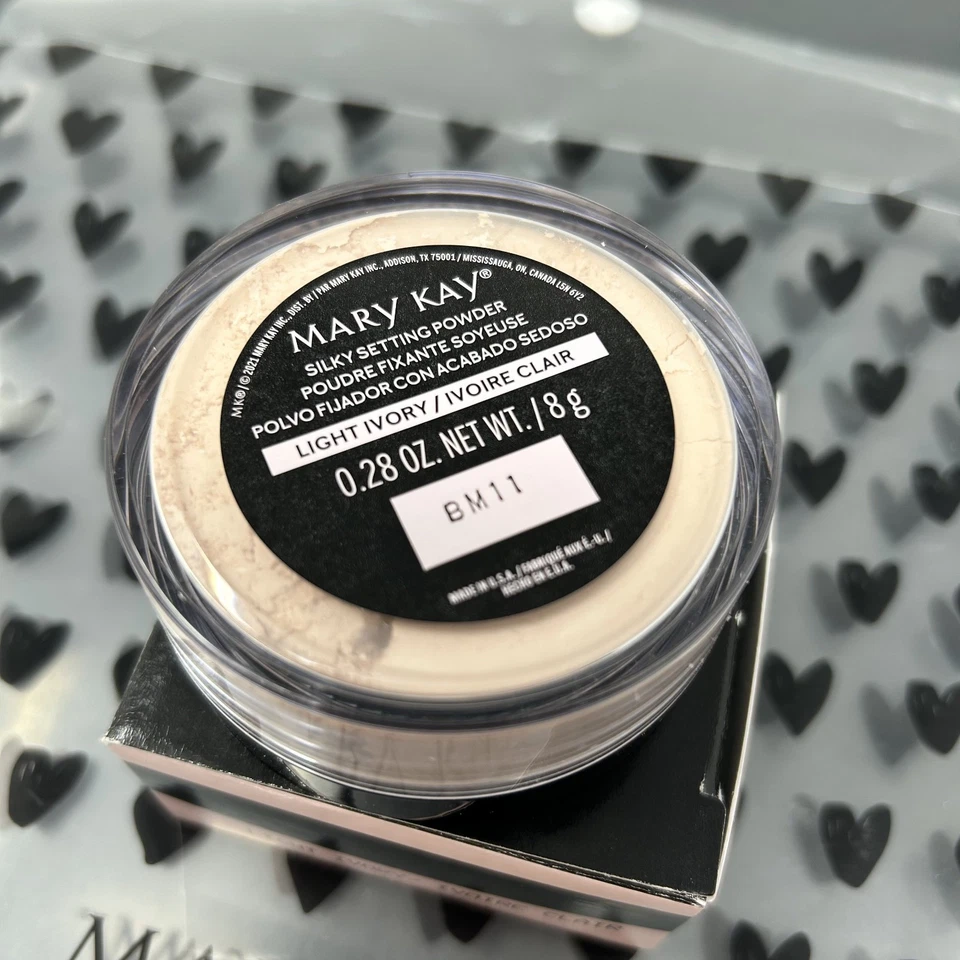 MK®/© 2021 MARY KAY INC., DIST. BY / PAR MARY KAY INC., ADDISON, TX 75001 / MISSISSAUGA, ON, CANADA L5N 6Y2
MARY KAY®
SILKY SETTING POWDER
POUDRE FIXANTE SOYEUSE
POLVO FIJADOR CON ACABADO SEDOSO
LIGHT IVORY / IVOIRE CLAIR
0.28 OZ. NET WT. / 8 g
BM11
MADE IN U.S.A. / FABRIQUÉ AUX É.-U. /
HECHO EN E.U.A.
IVOIRE CLAIR